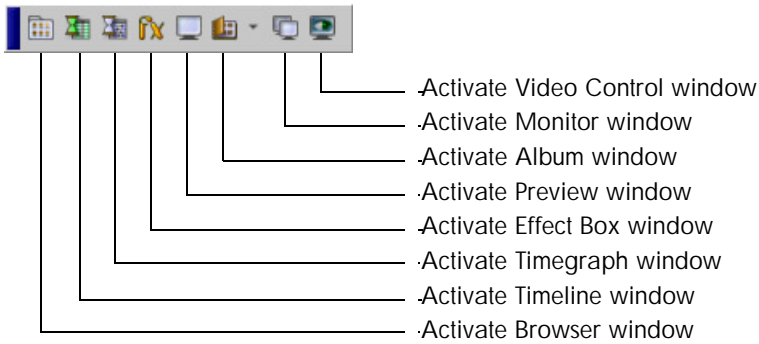 fx
Activate Video Control window
Activate Monitor window
Activate Album window
Activate Preview window
Activate Effect Box window
Activate Timegraph window
Activate Timeline window
Activate Browser window